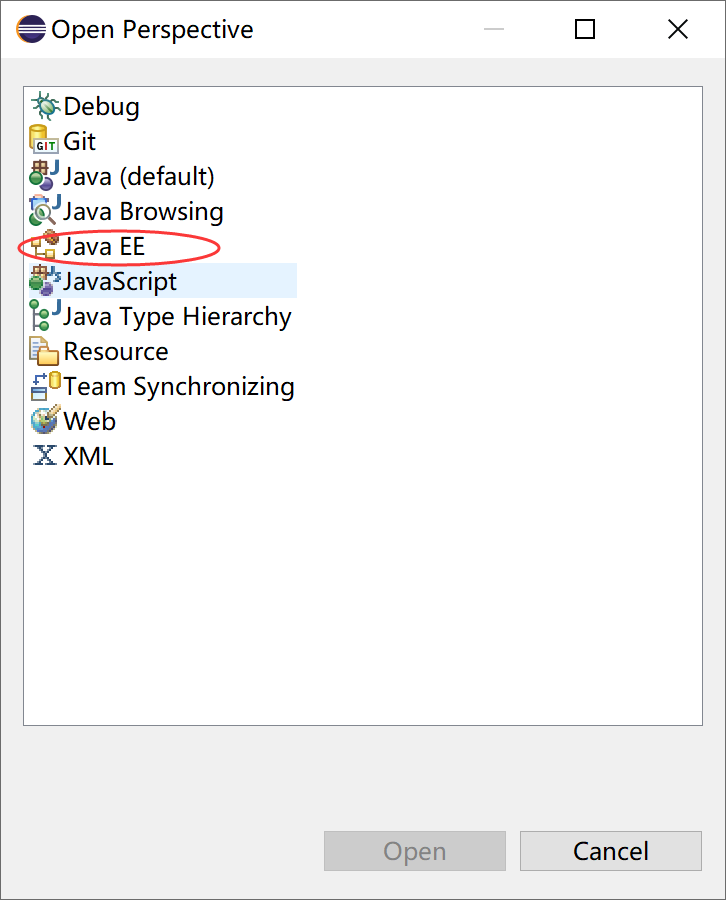 Open Perspective
Debug
GIT Git
Java (default)
Java Browsing
Java EE
JavaScript
Java Type Hierarchy
Resource
Team Synchronizing
Web
XML
Open Cancel